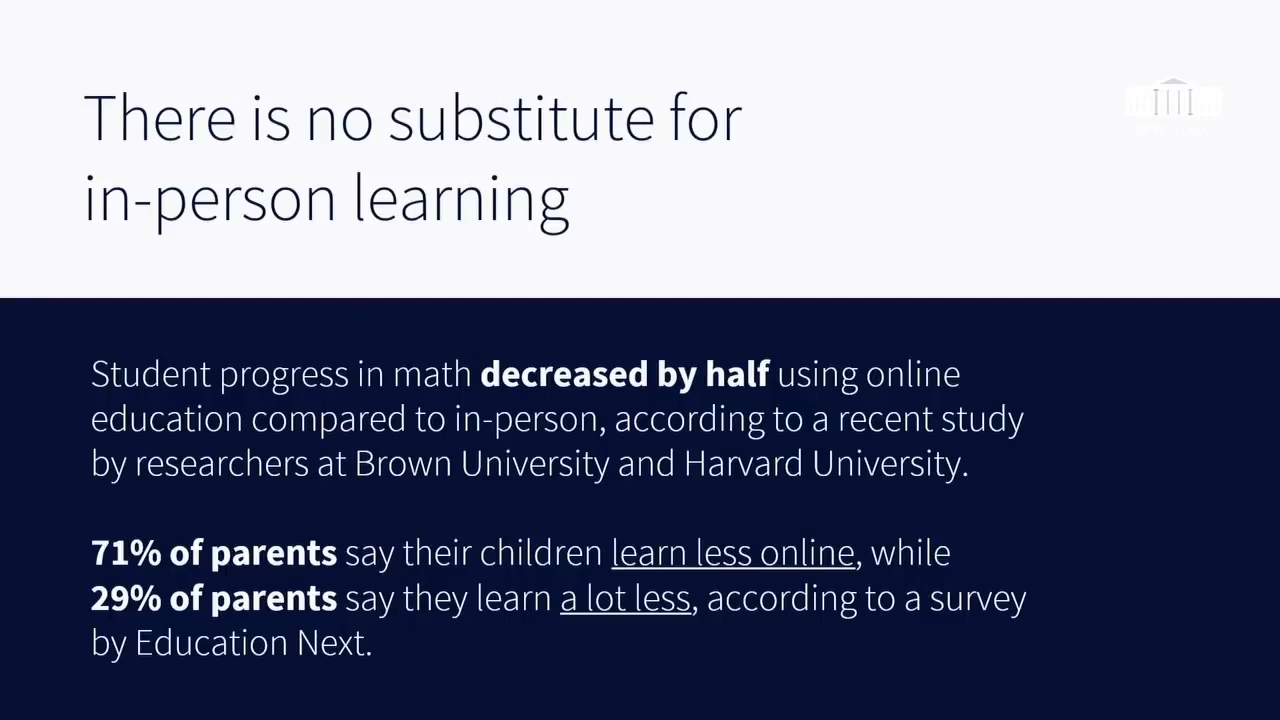 There is no substitute for
in-person learning
Student progress in math decreased by half using online
education compared to in-person, according to a recent study
by researchers at Brown University and Harvard University.
71% of parents say their children learn less online, while
29% of parents say they learn a lot less, according to a survey
by Education Next.